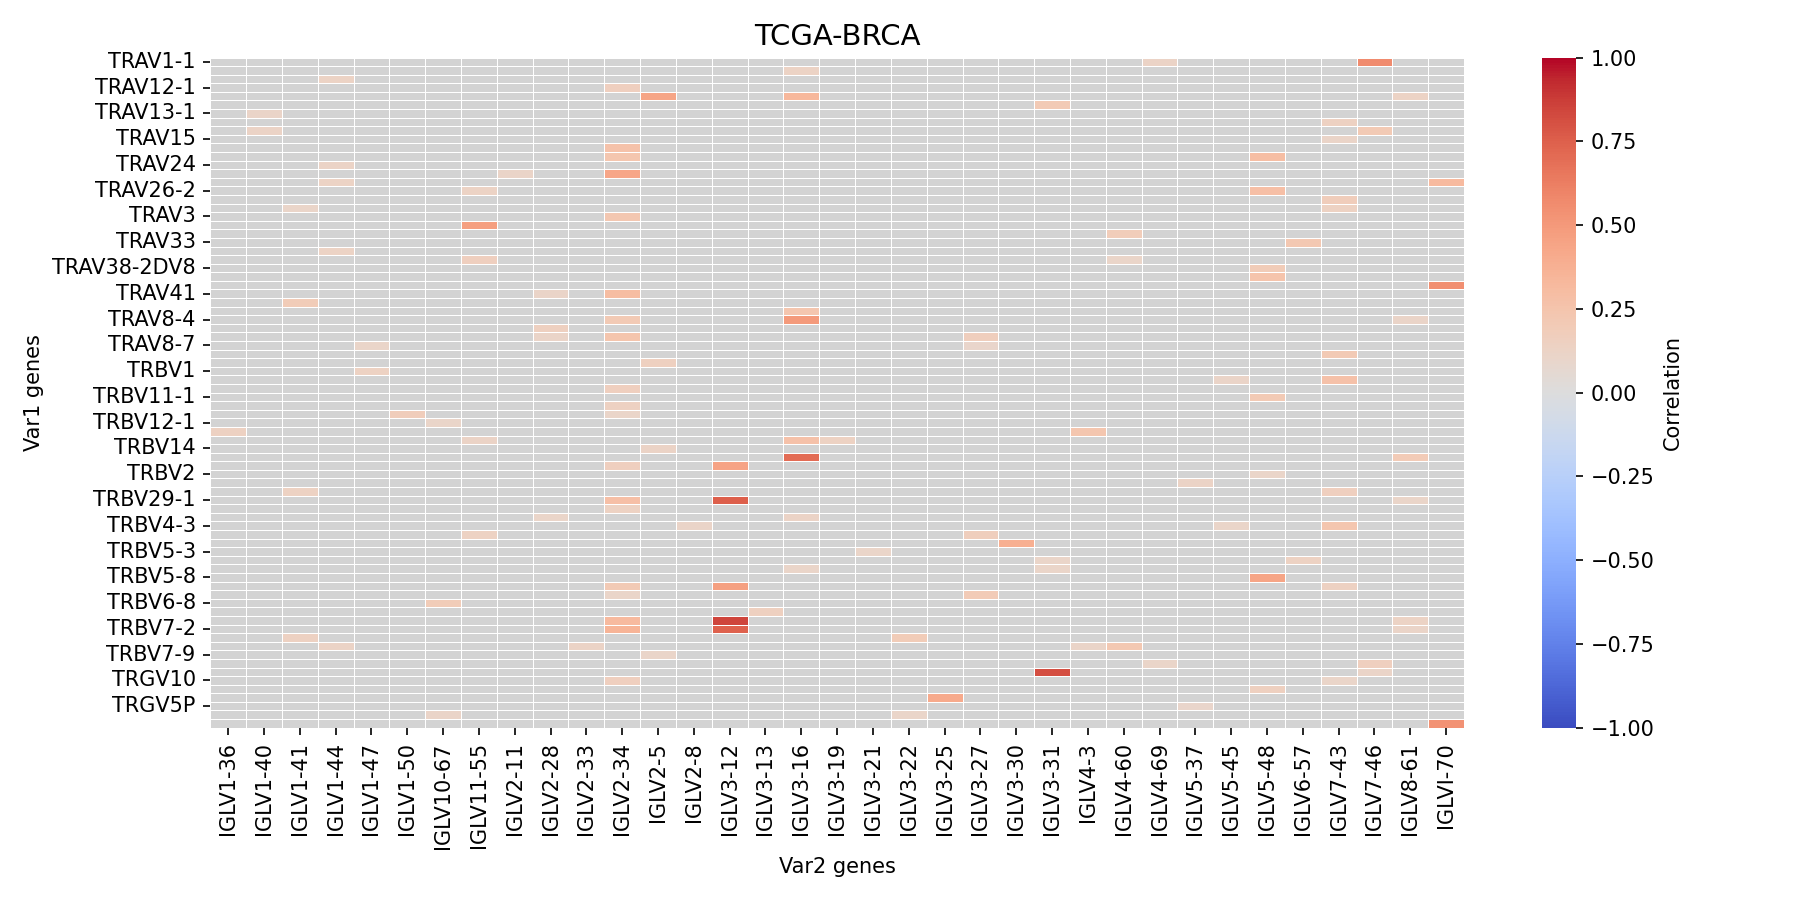 TCGA-BRCA
TRAV1-1
TRAV12-1
TRAV13-1
TRAV15
TRAV24
TRAV26-2
TRAV3
TRAV33
TRAV38-2DV8
TRAV41
TRAV8-4
TRAV8-7
TRBV1
TRBV11-1
TRBV12-1
TRBV14
TRBV2
TRBV29-1
TRBV4-3
TRBV5-3
TRBV5-8
TRBV6-8
TRBV7-2
TRBV7-9
TRGV10
TRGV5P
Var1 genes
IGLV1-36
IGLV1-40
IGLV1-41
IGLV1-44
IGLV1-47
IGLV1-50
IGLV10-67
IGLV11-55
IGLV2-11
IGLV2-28
IGLV2-33
IGLV2-34
IGLV2-5
IGLV2-8
IGLV3-12
IGLV3-13
IGLV3-16
IGLV3-19
IGLV3-21
IGLV3-22
IGLV3-25
IGLV3-27
IGLV3-30
IGLV3-31
IGLV4-3
IGLV4-60
IGLV4-69
IGLV5-37
IGLV5-45
IGLV5-48
IGLV6-57
IGLV7-43
IGLV7-46
IGLV8-61
IGLVI-70
Var2 genes
1.00
0.75
0.50
0.25
0.00
−0.25
−0.50
−0.75
−1.00
Correlation